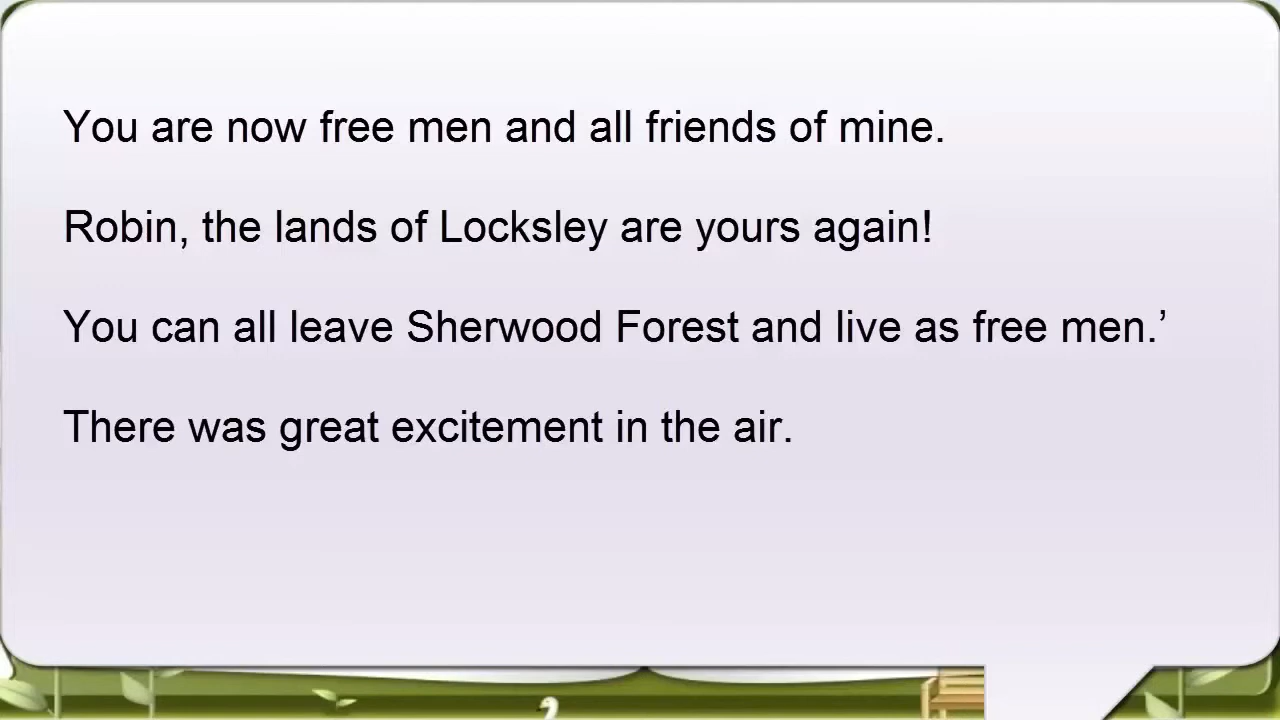 You are now free men and all friends of mine.
Robin, the lands of Locksley are yours again!
You can all leave Sherwood Forest and live as free men.’
There was great excitement in the air.